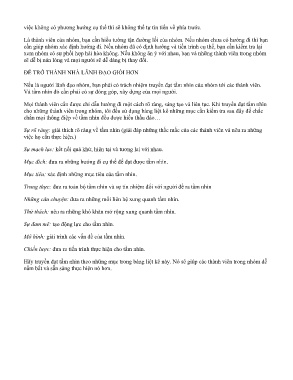 việc không có phương hướng cụ thể thì sẽ không thể tự tin tiến về phía trước.
Là thành viên của nhóm, bạn cần hiểu tường tận đường lối của nhóm. Nếu nhóm chưa có hướng đi thì bạn
cần giúp nhóm xác định hướng đi. Nếu nhóm đã có định hướng và tiến trình cụ thể, bạn cần kiểm tra lại
xem nhóm có sự phối hợp hài hòa không. Nếu không ăn ý với nhau, bạn và những thành viên trong nhóm
sẽ dễ bị nản lòng và mọi người sẽ dễ dàng bị thay đổi.
ĐỂ TRỞ THÀNH NHÀ LÃNH ĐẠO GIỎI HƠN
Nếu là người lãnh đạo nhóm, bạn phải có trách nhiệm truyền đạt tầm nhìn của nhóm tới các thành viên.
Và tầm nhìn đó cần phải có sự đóng góp, xây dựng của mọi người.
Mọi thành viên cần được chỉ dẫn hướng đi một cách rõ ràng, sáng tạo và liên tục. Khi truyền đạt tầm nhìn
cho những thành viên trong nhóm, tôi đều sử dụng bảng liệt kê những mục cần kiểm tra sau đây để chắc
chắn mọi thông điệp về tầm nhìn đều được hiểu thấu đáo…
Sự rõ ràng: giải thích rõ ràng về tầm nhìn (giải đáp những thắc mắc của các thành viên và nêu ra những
việc họ cần thực hiện.)
Sự mạch lạc: kết nối quá khứ, hiện tại và tương lai với nhau.
Mục đích: đưa ra những hướng đi cụ thể để đạt được tầm nhìn.
Mục tiêu: xác định những mục tiêu của tầm nhìn.
Trung thực: đưa ra toàn bộ tầm nhìn và sự tín nhiệm đối với người đề ra tầm nhìn
Những câu chuyện: đưa ra những mối liên hệ xung quanh tầm nhìn.
Thử thách: nêu ra những khó khăn mở rộng xung quanh tầm nhìn.
Sự đam mê: tạo động lực cho tầm nhìn.
Mô hình: giải trình các vấn đề của tầm nhìn.
Chiến lược: đưa ra tiến trình thực hiện cho tầm nhìn.
Hãy truyền đạt tầm nhìn theo những mục trong bảng liệt kê này. Nó sẽ giúp các thành viên trong nhóm dễ
nắm bắt và sẵn sàng thực hiện nó hơn.